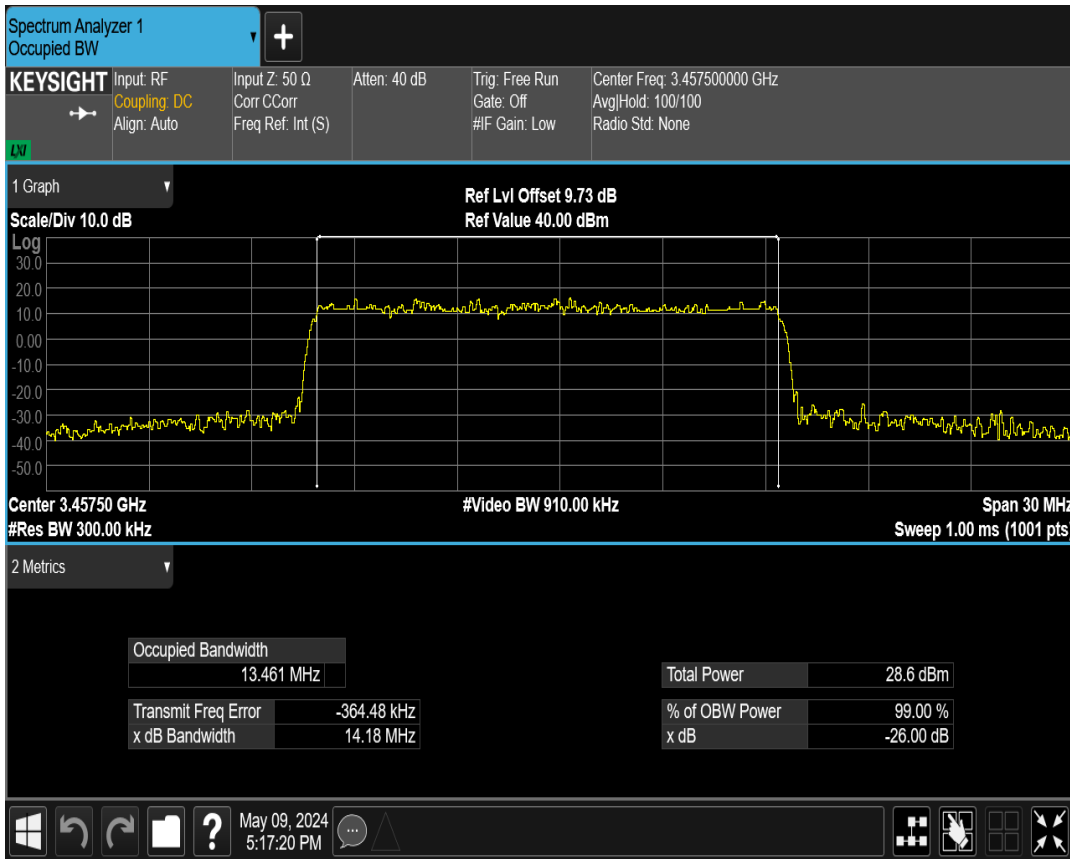 Spectrum Analyzer 1
Occupied BW
+
KEYSIGHT
LXI
Input: RF
Coupling: DC
Align: Auto
Input Z: 50 Ω
Corr CCorr
Freq Ref: Int (S)
Atten: 40 dB
Trig: Free Run
Gate: Off
#IF Gain: Low
Center Freq: 3.457500000 GHz
Avg|Hold: 100/100
Radio Std: None
1 Graph
Scale/Div 10.0 dB
Ref Lvl Offset 9.73 dB
Ref Value 40.00 dBm
Log
30.0
20.0
10.0
0.00
-10.0
-20.0
-30.0
-40.0
-50.0
Center 3.45750 GHz
#Video BW 910.00 kHz
Span 30 MHz
#Res BW 300.00 kHz
Sweep 1.00 ms (1001 pts)
2 Metrics
Occupied Bandwidth
13.461 MHz
Transmit Freq Error -364.48 kHz
x dB Bandwidth 14.18 MHz
Total Power 28.6 dBm
% of OBW Power 99.00 %
x dB -26.00 dB
?
May 09, 2024
5:17:20 PM